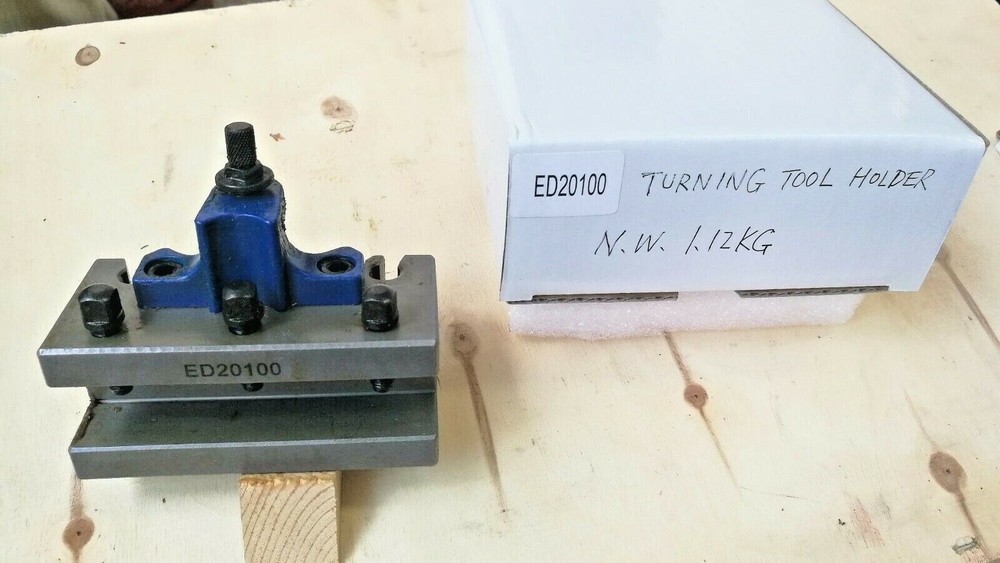 ED20100 TURNING TOOL HOLDER
N.W. 1.12KG
ED20100